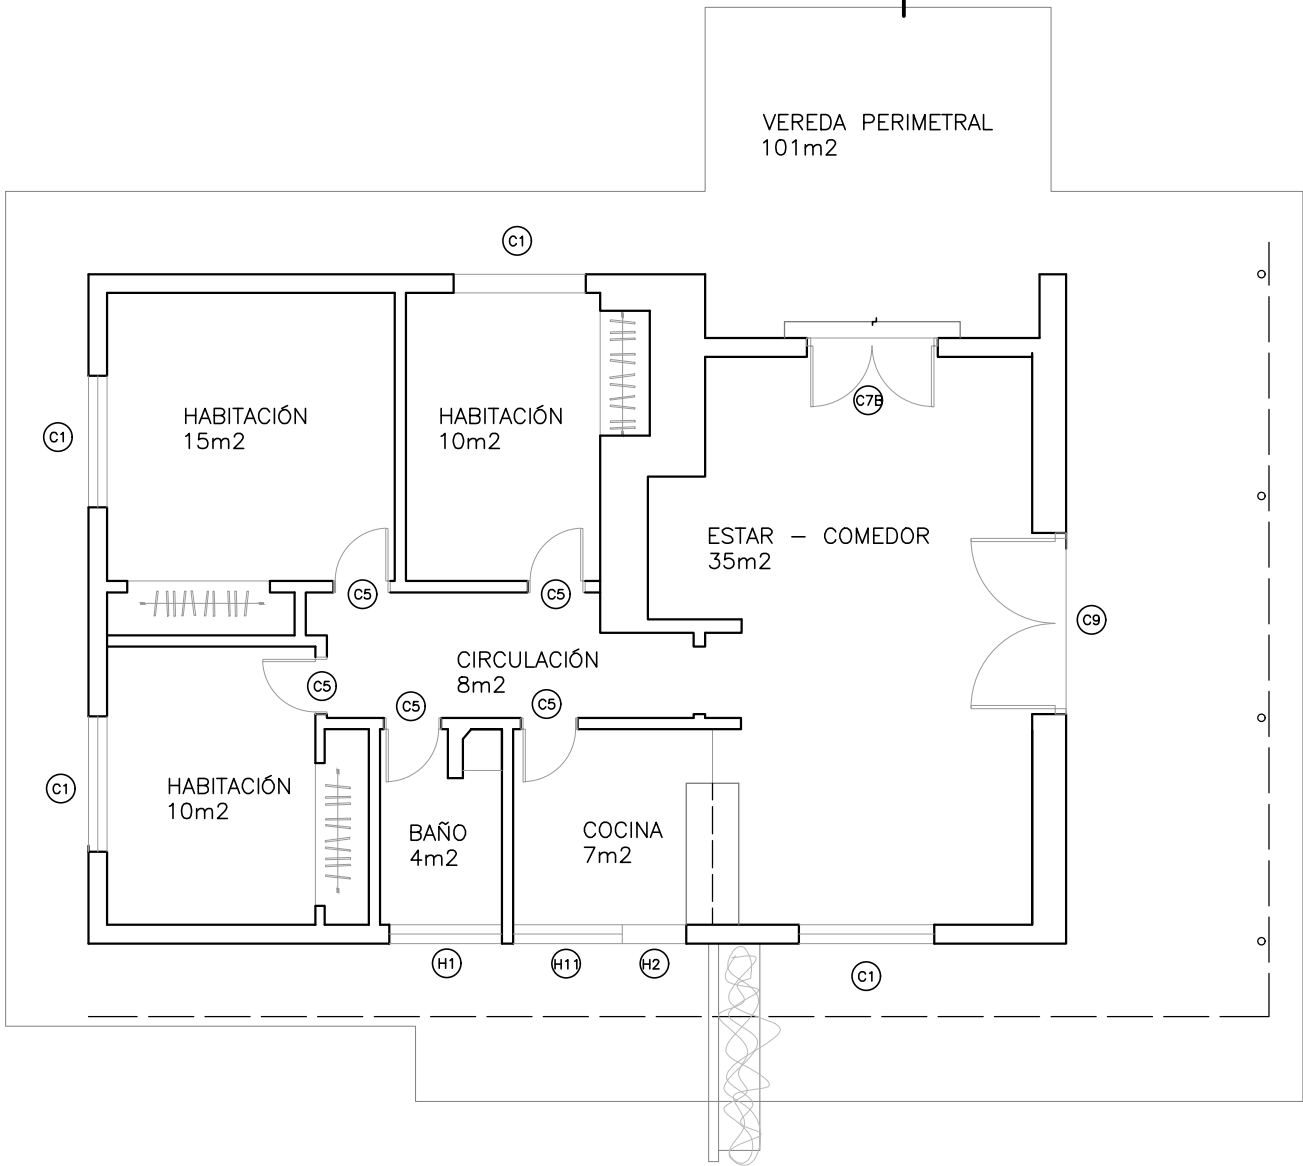 VEREDA PERIMETRAL
101m2
C1
C1
HABITACIÓN
15m2
HABITACIÓN
10m2
C7B
ESTAR - COMEDOR
35m2
C5
C5
C9
CIRCULACIÓN
8m2
C5
C5
C5
C1
HABITACIÓN
10m2
BAÑO
4m2
COCINA
7m2
H1
H11
H2
C1